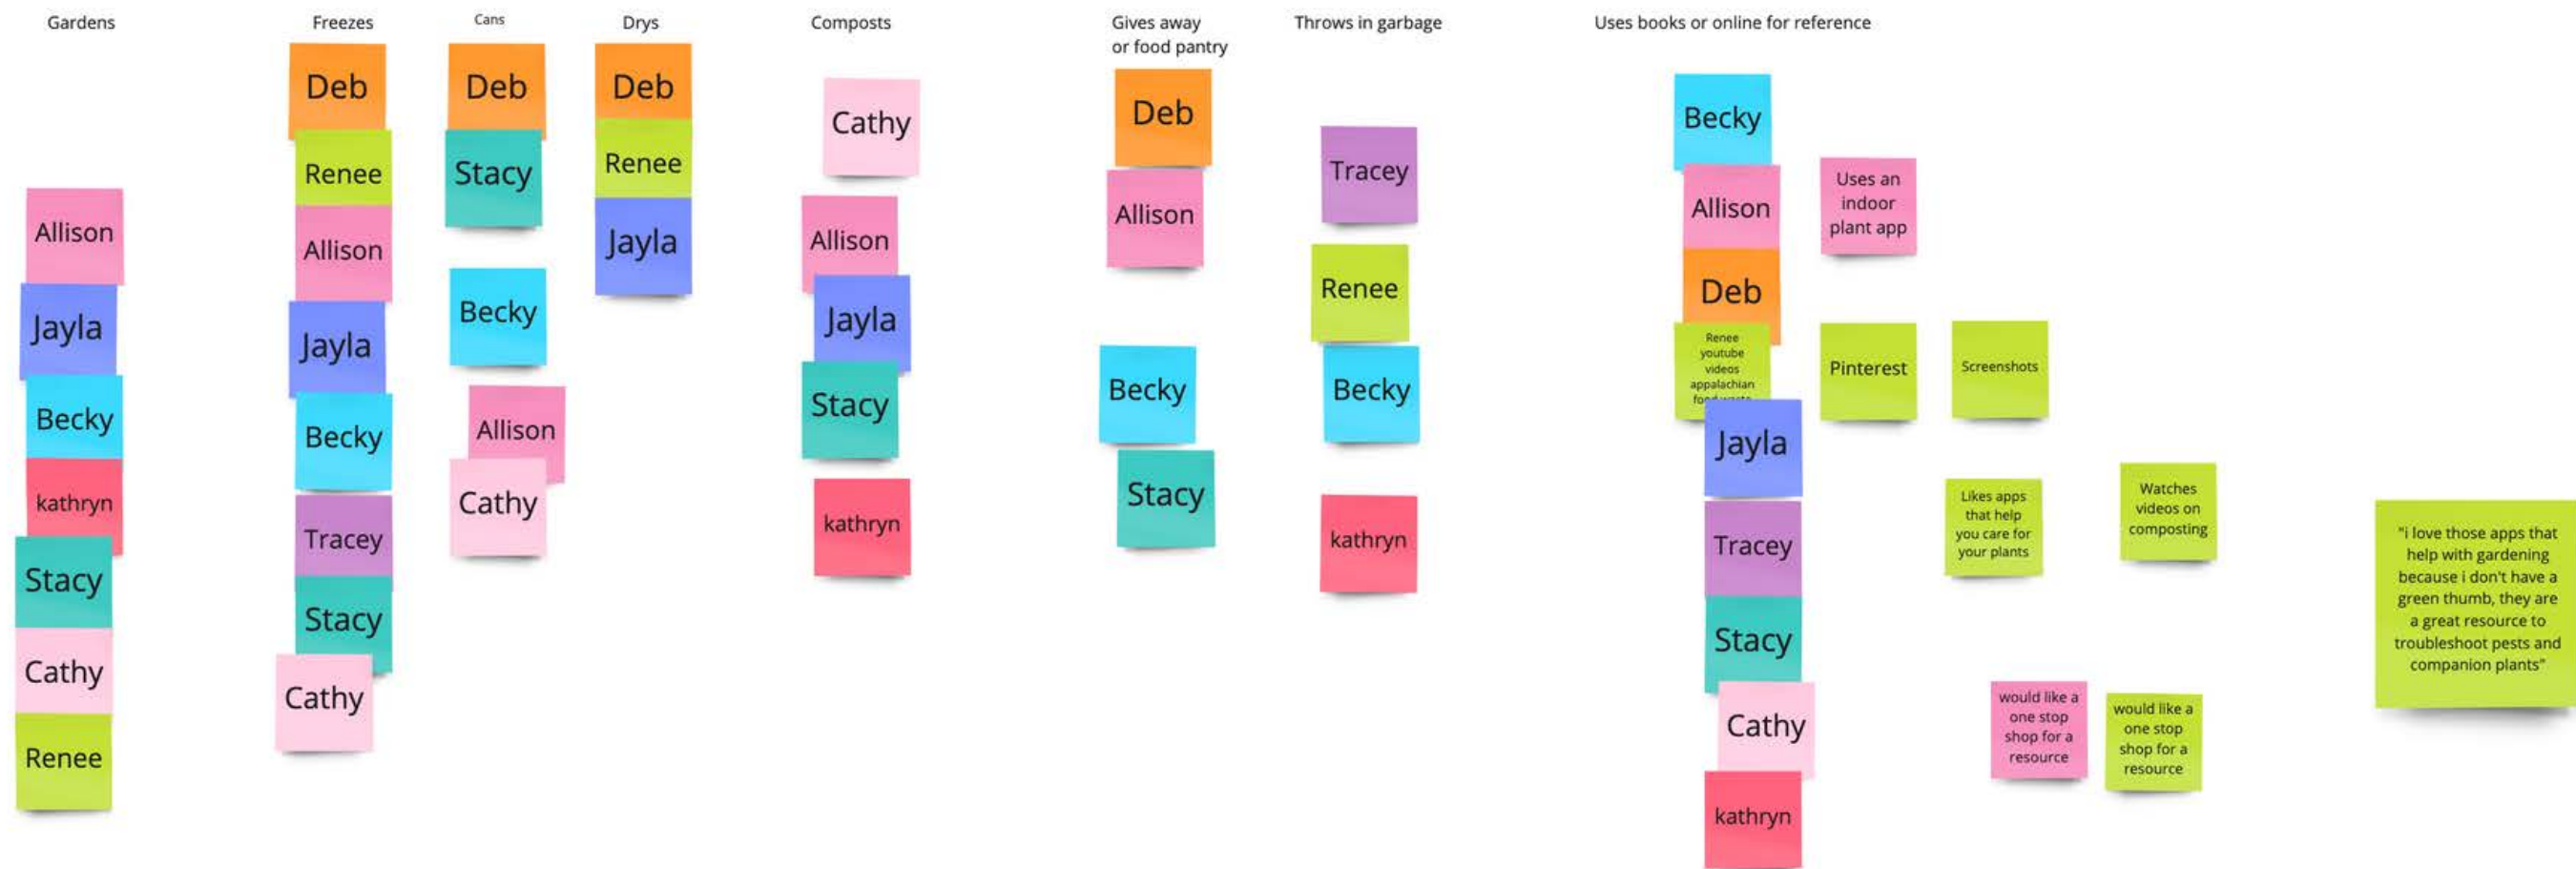 Gardens
Allison
Jayla
Becky
kathryn
Stacy
Cathy
Renee
Freezes
Deb
Renee
Allison
Jayla
Becky
Tracey
Stacy
Cathy
Cans
Deb
Stacy
Becky
Allison
Cathy
Drys
Deb
Renee
Jayla
Composts
Cathy
Allison
Jayla
Stacy
kathryn
Gives away
or food pantry
Deb
Allison
Becky
Stacy
Throws in garbage
Tracey
Renee
Becky
kathryn
Uses books or online for reference
Becky
Allison
Uses an
indoor
plant app
Deb
Renee
youtube
videos
appalachian
food waste
Pinterest
Screenshots
Jayla
Tracey
Stacy
Cathy
kathryn
Likes apps
that help
you care for
your plants
Watches
videos on
composting
would like a
one stop
shop for a
resource
would like a
one stop
shop for a
resource
"i love those apps that
help with gardening
because i don't have a
green thumb, they are
a great resource to
troubleshoot pests and
companion plants"